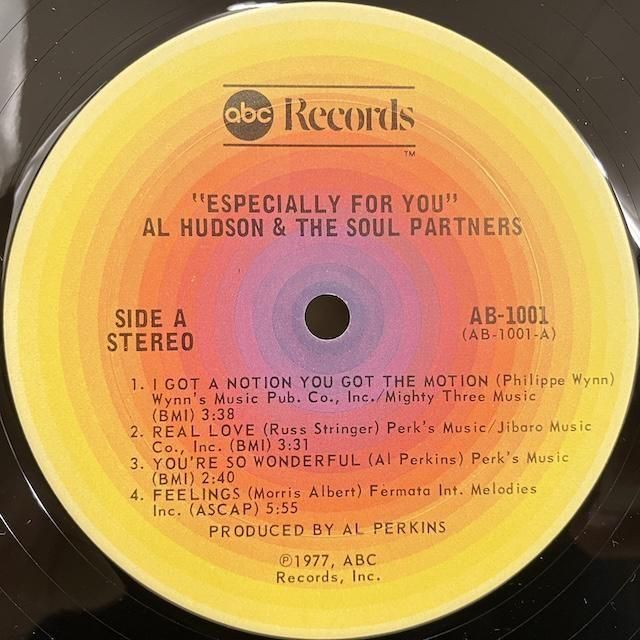 abc Records
TM
"ESPECIALLY FOR YOU"
AL HUDSON & THE SOUL PARTNERS
SIDE A
STEREO
AB-1001
(AB-1001-A)
1. I GOT A NOTION YOU GOT THE MOTION (Philippe Wynn)
Wynn's Music Pub. Co., Inc./Mighty Three Music
(BMI) 3:38
2. REAL LOVE (Russ Stringer) Perk's Music/Jibaro Music
Co., Inc. (BMI) 3:31
3. YOU'RE SO WONDERFUL (Al Perkins) Perk's Music
(BMI) 2:40
4. FEELINGS (Morris Albert) Fermata Int. Melodies
Inc. (ASCAP) 5:55
PRODUCED BY AL PERKINS
℗1977, ABC
Records, Inc.